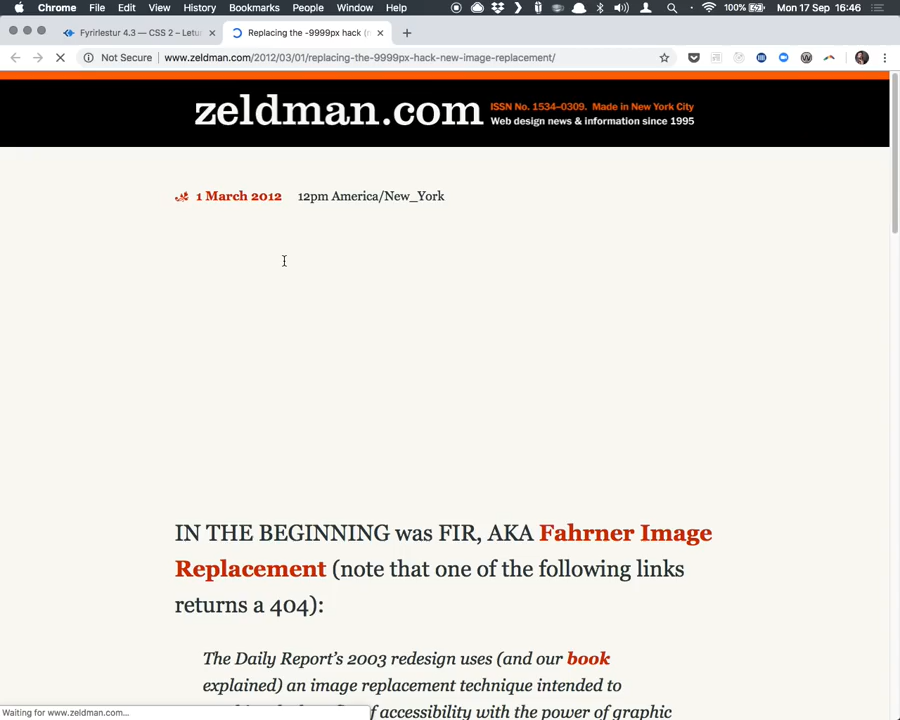 Chrome File Edit View History Bookmarks People Window Help 100% Mon 17 Sep 16:46
Fyrirlestur 4.3 — CSS 2 – Letu
Replacing the -9999px hack (n
Not Secure www.zeldman.com/2012/03/01/replacing-the-9999px-hack-new-image-replacement/
zeldman.com
ISSN No. 1534–0309. Made in New York City
Web design news & information since 1995
1 March 2012 12pm America/New_York
IN THE BEGINNING was FIR, AKA Fahrner Image
Replacement (note that one of the following links
returns a 404):
The Daily Report’s 2003 redesign uses (and our book
explained) an image replacement technique intended to
f accessibility with the power of graphic
Waiting for www.zeldman.com...